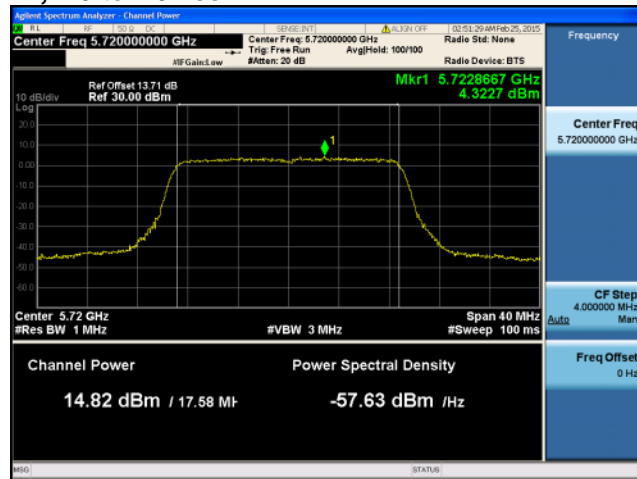 Agilent Spectrum Analyzer - Channel Power
RL RF 50 Ω DC SENSE:INT ALIGN OFF 02:51:29 AM Feb 25, 2015
Center Freq 5.720000000 GHz
Center Freq: 5.720000000 GHz
Radio Std: None
Trig: Free Run Avg|Hold: 100/100
#IFGain:Low #Atten: 20 dB Radio Device: BTS
Mkr1 5.7228667 GHz
4.3227 dBm
Ref Offset 13.71 dB
10 dB/div Ref 30.00 dBm
Log
20.0
10.0
0.00
-10.0
-20.0
-30.0
-40.0
-50.0
-60.0
1
Center 5.72 GHz Span 40 MHz
#Res BW 1 MHz #VBW 3 MHz #Sweep 100 ms
Channel Power Power Spectral Density
14.82 dBm / 17.58 MH -57.63 dBm /Hz
MSG STATUS
Frequency
Center Freq
5.720000000 GHz
CF Step
4.000000 MHz
Auto Man
Freq Offset
0 Hz